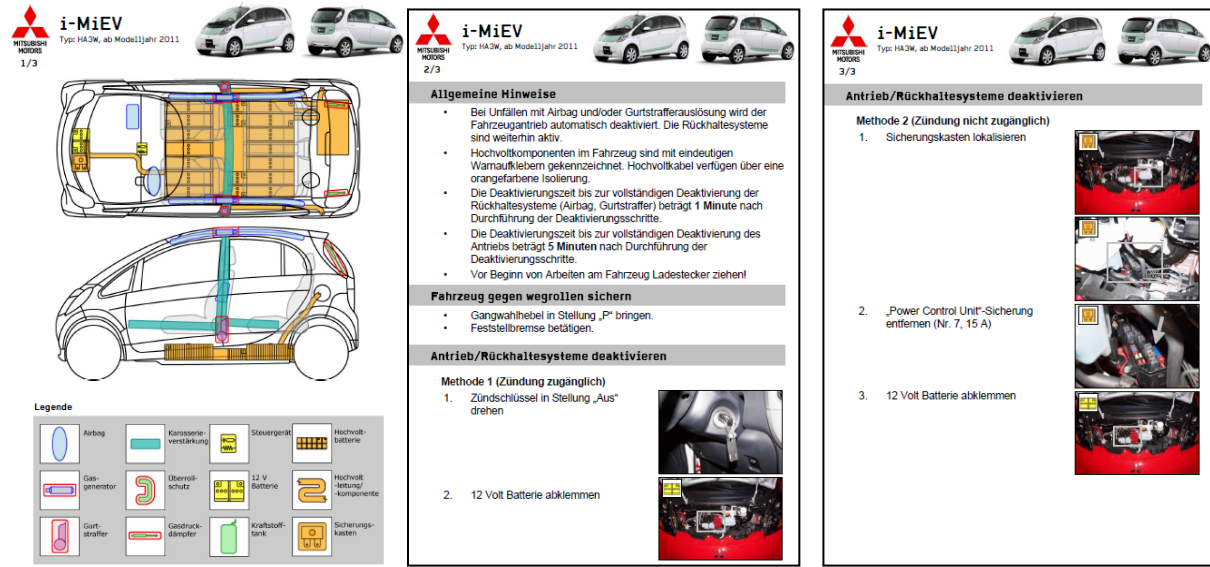 i-MiEV
Typ: HA3W, ab Modelljahr 2011
MITSUBISHI
MOTORS
1/3
Legende
Airbag
Karosserie-
verstärkung
Steuergerät
Hochvolt-
batterie
Gas-
generator
Überroll-
schutz
12 V
Batterie
Hochvolt
-leitung/
-komponente
Gurt-
straffer
Gasdruck-
dämpfer
Kraftstoff-
tank
Sicherungs-
kasten
i-MiEV
Typ: HA3W, ab Modelljahr 2011
MITSUBISHI
MOTORS
2/3
Allgemeine Hinweise
• Bei Unfällen mit Airbag und/oder Gurtstrafferauslösung wird der
Fahrzeugantrieb automatisch deaktiviert. Die Rückhaltesysteme
sind weiterhin aktiv.
• Hochvoltkomponenten im Fahrzeug sind mit eindeutigen
Warnaufklebern gekennzeichnet. Hochvoltkabel verfügen über eine
orangefarbene Isolierung.
• Die Deaktivierungszeit bis zur vollständigen Deaktivierung der
Rückhaltesysteme (Airbag, Gurtstraffer) beträgt 1 Minute nach
Durchführung der Deaktivierungsschritte.
• Die Deaktivierungszeit bis zur vollständigen Deaktivierung des
Antriebs beträgt 5 Minuten nach Durchführung der
Deaktivierungsschritte.
• Vor Beginn von Arbeiten am Fahrzeug Ladestecker ziehen!
Fahrzeug gegen wegrollen sichern
• Gangwahlhebel in Stellung „P" bringen.
• Feststellbremse betätigen.
Antrieb/Rückhaltesysteme deaktivieren
Methode 1 (Zündung zugänglich)
1. Zündschlüssel in Stellung „Aus"
drehen
2. 12 Volt Batterie abklemmen
i-MiEV
Typ: HA3W, ab Modelljahr 2011
MITSUBISHI
MOTORS
3/3
Antrieb/Rückhaltesysteme deaktivieren
Methode 2 (Zündung nicht zugänglich)
1. Sicherungskasten lokalisieren
2. „Power Control Unit"-Sicherung
entfernen (Nr. 7, 15 A)
3. 12 Volt Batterie abklemmen